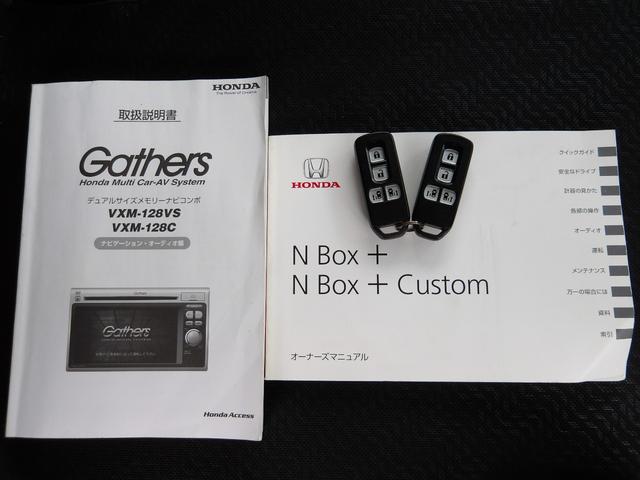 HONDA
The Power of Dreams
取扱説明書
Gathers
Honda Multi Car-AV System
デュアルサイズメモリーナビコンポ
VXM-128VS
VXM-128C
ナビゲーション・オーディオ編
Gathers
Gathers
Honda Access
HONDA
N Box +
N Box + Custom
オーナーズマニュアル
クイックガイド
安全なドライブ
計器の見かた
各部の操作
オーディオ
運転
メンテナンス
万一の場合には
資料
索引